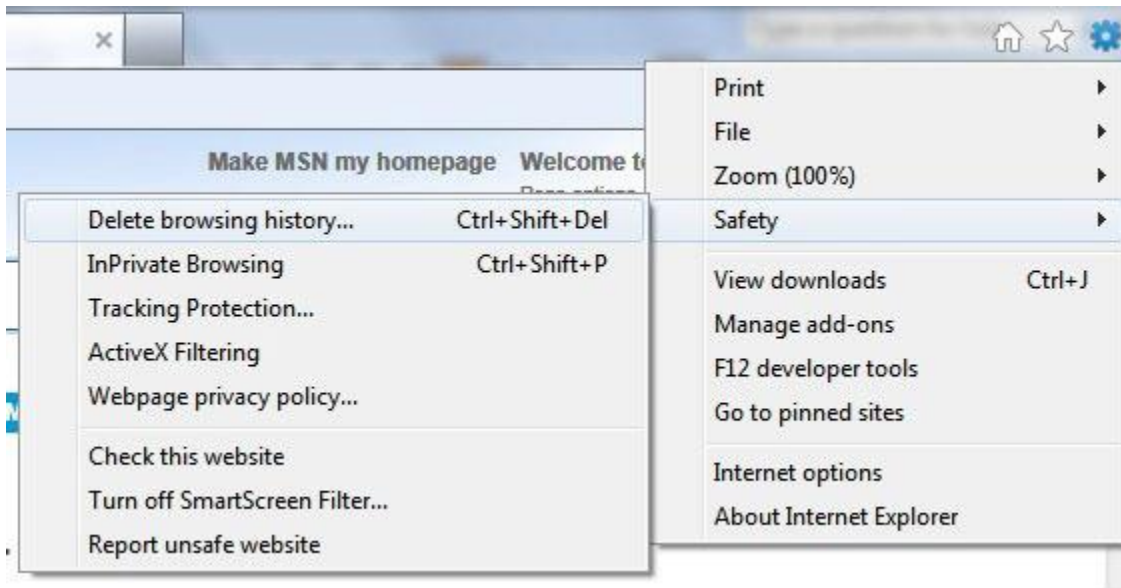 Make MSN my homepage Welcome to
Print
File
Zoom (100%)
Safety
View downloads Ctrl+J
Manage add-ons
F12 developer tools
Go to pinned sites
Internet options
About Internet Explorer
Delete browsing history... Ctrl+Shift+Del
InPrivate Browsing Ctrl+Shift+P
Tracking Protection...
ActiveX Filtering
Webpage privacy policy...
Check this website
Turn off SmartScreen Filter...
Report unsafe website